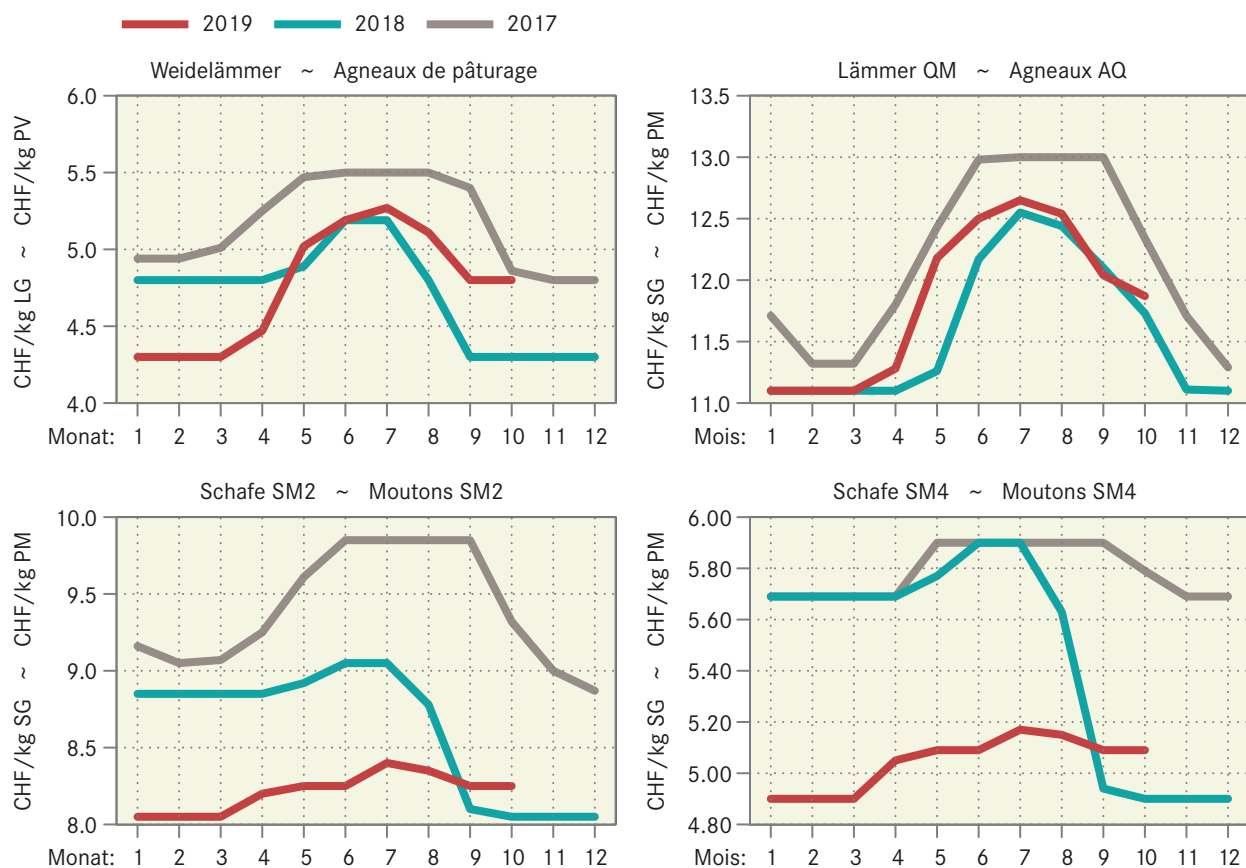 2019 2018 2017
Weidelämmer ~ Agneaux de pâturage
CHF/kg LG ~ CHF/kg PV
6.0
5.5
5.0
4.5
4.0
Monat: 1 2 3 4 5 6 7 8 9 10 11 12
Lämmer QM ~ Agneaux AQ
CHF/kg SG ~ CHF/kg PM
13.5
13.0
12.5
12.0
11.5
11.0
Mois: 1 2 3 4 5 6 7 8 9 10 11 12
Schafe SM2 ~ Moutons SM2
CHF/kg SG ~ CHF/kg PM
10.0
9.5
9.0
8.5
8.0
Monat: 1 2 3 4 5 6 7 8 9 10 11 12
Schafe SM4 ~ Moutons SM4
CHF/kg SG ~ CHF/kg PM
6.00
5.80
5.60
5.40
5.20
5.00
4.80
Mois: 1 2 3 4 5 6 7 8 9 10 11 12